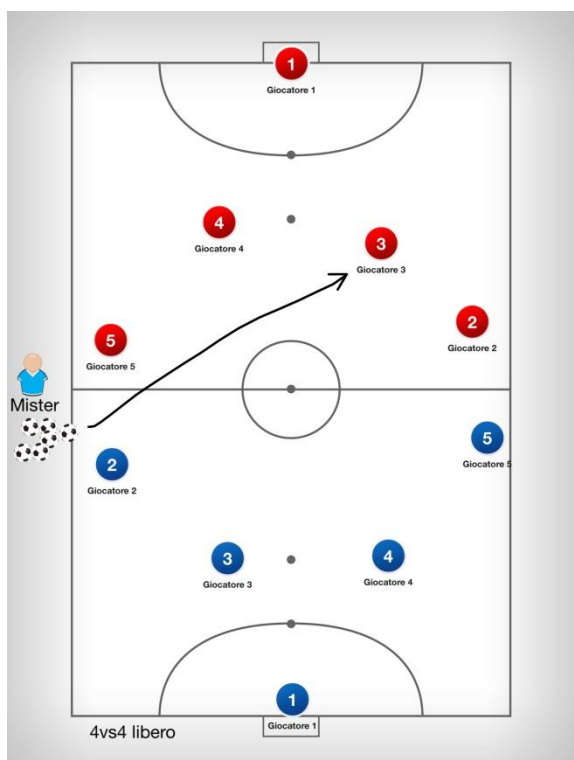 1
Giocatore 1
4
Giocatore 4
3
Giocatore 3
2
Giocatore 2
5
Giocatore 5
Mister
5
Giocatore 5
2
Giocatore 2
3
Giocatore 3
4
Giocatore 4
1
Giocatore 1
4vs4 libero